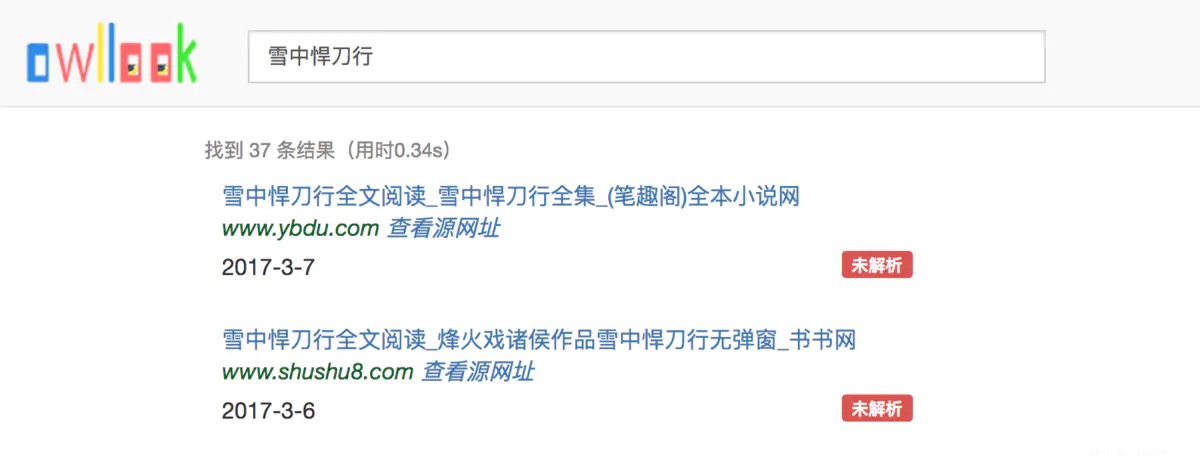 owllook
雪中悍刀行
找到 37 条结果（用时0.34s）
雪中悍刀行全文阅读_雪中悍刀行全集_(笔趣阁)全本小说网
www.ybdu.com 查看源网址
2017-3-7 未解析
雪中悍刀行全文阅读_烽火戏诸侯作品雪中悍刀行无弹窗_书书网
www.shushu8.com 查看源网址
2017-3-6 未解析